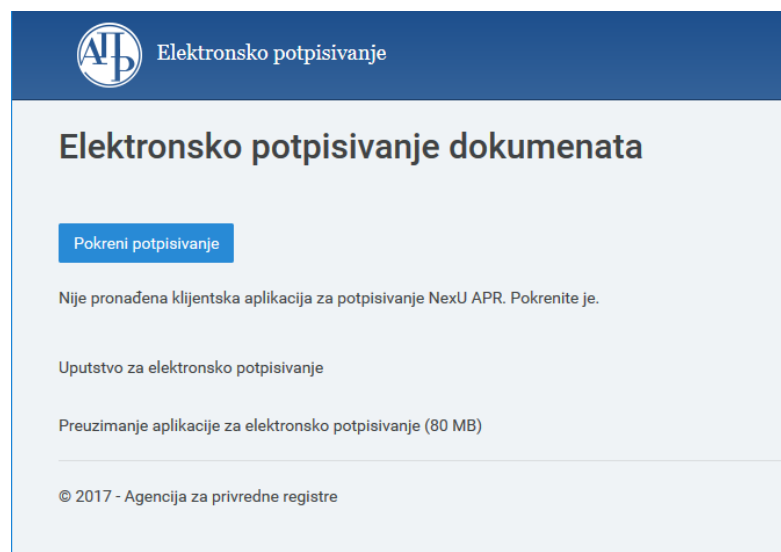 АПР
Elektronsko potpisivanje
Elektronsko potpisivanje dokumenata
Pokreni potpisivanje
Nije pronađena klijentska aplikacija za potpisivanje NexU APR. Pokrenite je.
Uputstvo za elektronsko potpisivanje
Preuzimanje aplikacije za elektronsko potpisivanje (80 MB)
© 2017 - Agencija za privredne registre